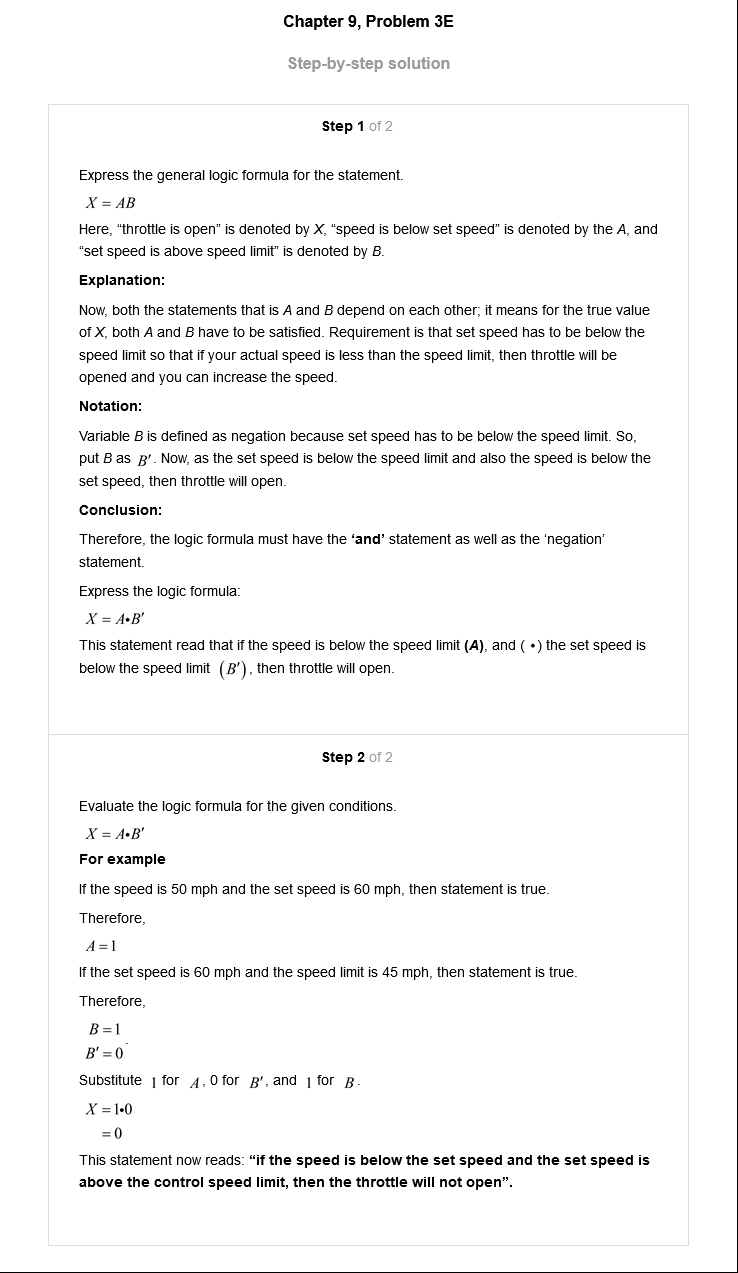 Chapter 9, Problem 3E
Step-by-step solution
Step 1 of 2
Express the general logic formula for the statement.
X = AB
Here, “throttle is open” is denoted by X, “speed is below set speed” is denoted by the A, and
“set speed is above speed limit” is denoted by B.
Explanation:
Now, both the statements that is A and B depend on each other; it means for the true value
of X, both A and B have to be satisfied. Requirement is that set speed has to be below the
speed limit so that if your actual speed is less than the speed limit, then throttle will be
opened and you can increase the speed.
Notation:
Variable B is defined as negation because set speed has to be below the speed limit. So,
put B as B′. Now, as the set speed is below the speed limit and also the speed is below the
set speed, then throttle will open.
Conclusion:
Therefore, the logic formula must have the ‘and’ statement as well as the ‘negation’
statement.
Express the logic formula:
X = A•B′
This statement read that if the speed is below the speed limit (A), and ( •) the set speed is
below the speed limit (B′), then throttle will open.
Step 2 of 2
Evaluate the logic formula for the given conditions.
X = A•B′
For example
If the speed is 50 mph and the set speed is 60 mph, then statement is true.
Therefore,
A = 1
If the set speed is 60 mph and the speed limit is 45 mph, then statement is true.
Therefore,
B = 1
B′ = 0.
Substitute 1 for A, 0 for B′, and 1 for B.
X = 1•0
= 0
This statement now reads: “if the speed is below the set speed and the set speed is
above the control speed limit, then the throttle will not open”.